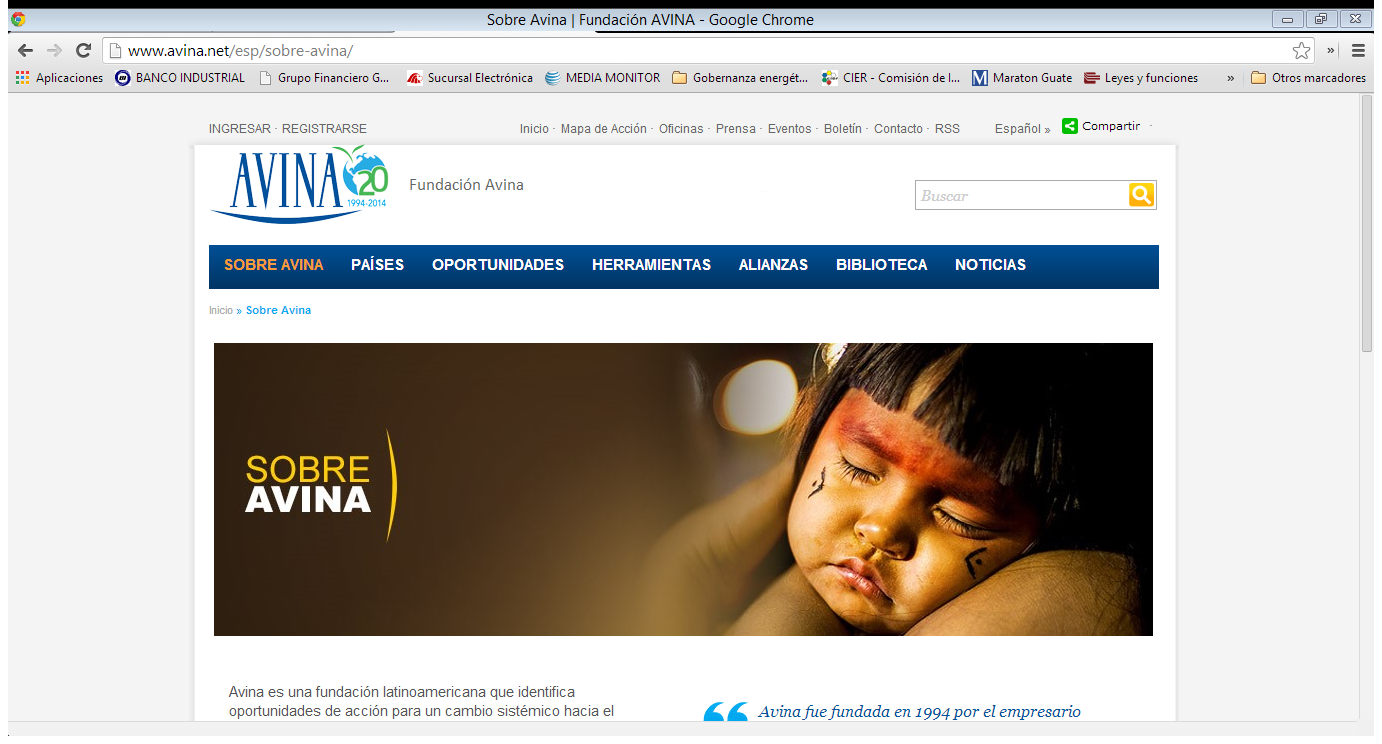 Sobre Avina | Fundación AVINA - Google Chrome
www.avina.net/esp/sobre-avina/
Aplicaciones BANCO INDUSTRIAL Grupo Financiero G... Sucursal Electrónica MEDIA MONITOR Gobernanza energét... CIER - Comisión de l... Maraton Guate Leyes y funciones » Otros marcadores
INGRESAR · REGISTRARSE Inicio · Mapa de Acción · Oficinas · Prensa · Eventos · Boletín · Contacto · RSS Español » Compartir
AVINA 20
1994-2014
Fundación Avina
Buscar
SOBRE AVINA PAÍSES OPORTUNIDADES HERRAMIENTAS ALIANZAS BIBLIOTECA NOTICIAS
Inicio » Sobre Avina
SOBRE
AVINA
Avina es una fundación latinoamericana que identifica
oportunidades de acción para un cambio sistémico hacia el
“ Avina fue fundada en 1994 por el empresario